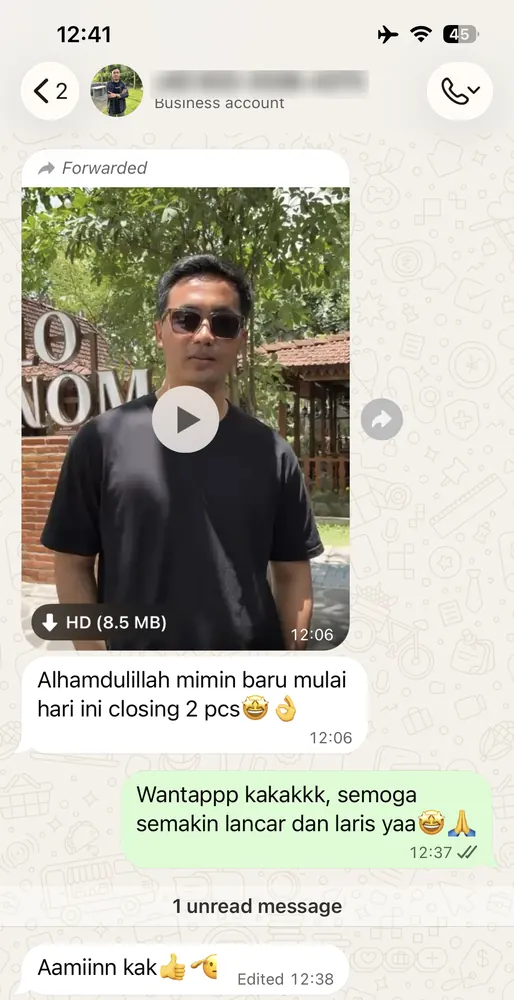 12:41
45
2
Business account
Forwarded
LO
NOM
HD (8.5 MB)
12:06
Alhamdulillah mimin baru mulai
hari ini closing 2 pcs🤩👌
12:06
Wantappp kakakkk, semoga
semakin lancar dan laris yaa🤩🙏
12:37
1 unread message
Aamiinn kak👍🫡
Edited 12:38